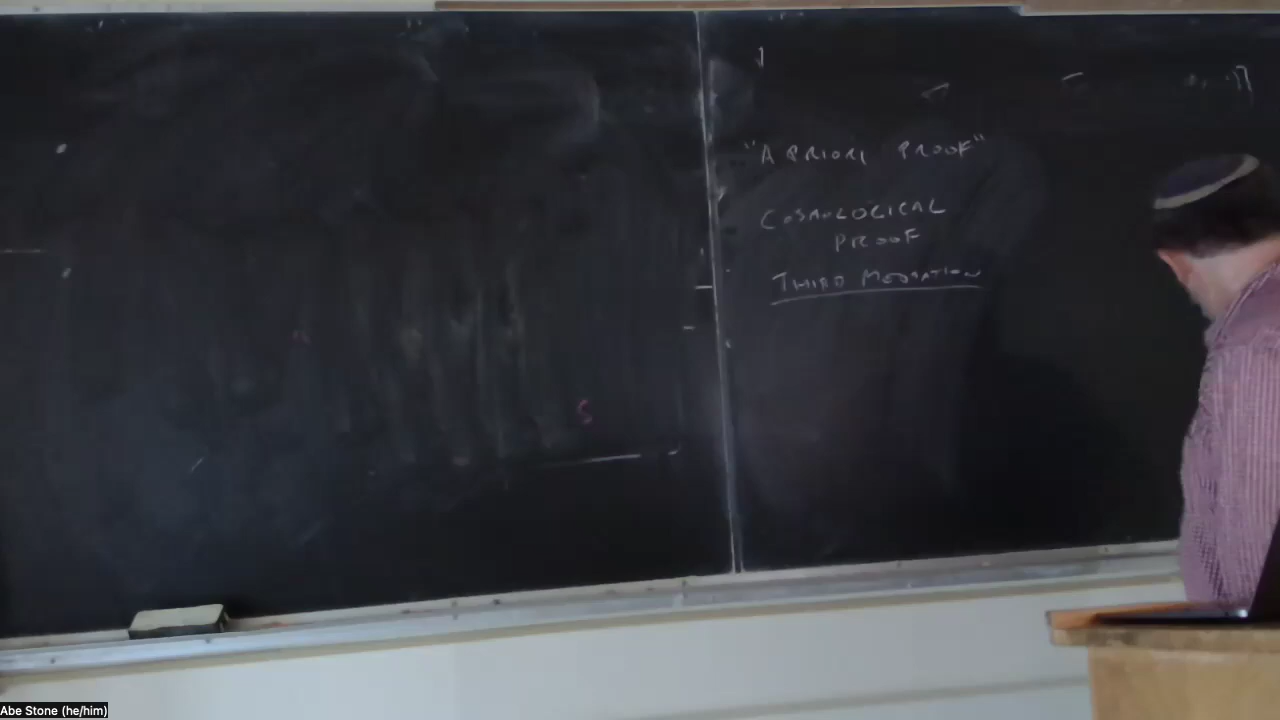 "A PRIORI PROOF"
COSMOLOGICAL
PROOF
THIRD MEDITATION
Abe Stone (he/him)